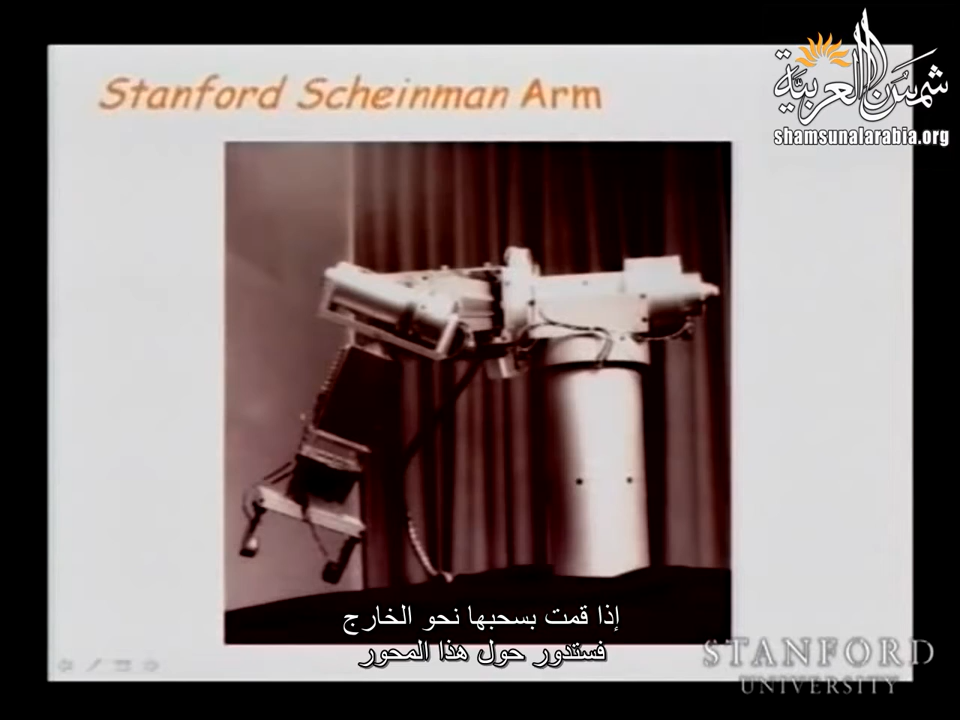 Stanford Scheinman Arm
شمس العربية
shamsunalarabia.org
إذا قمت بسحبها نحو الخارج
فستدور حول هذا المحور
STANFORD
UNIVERSITY